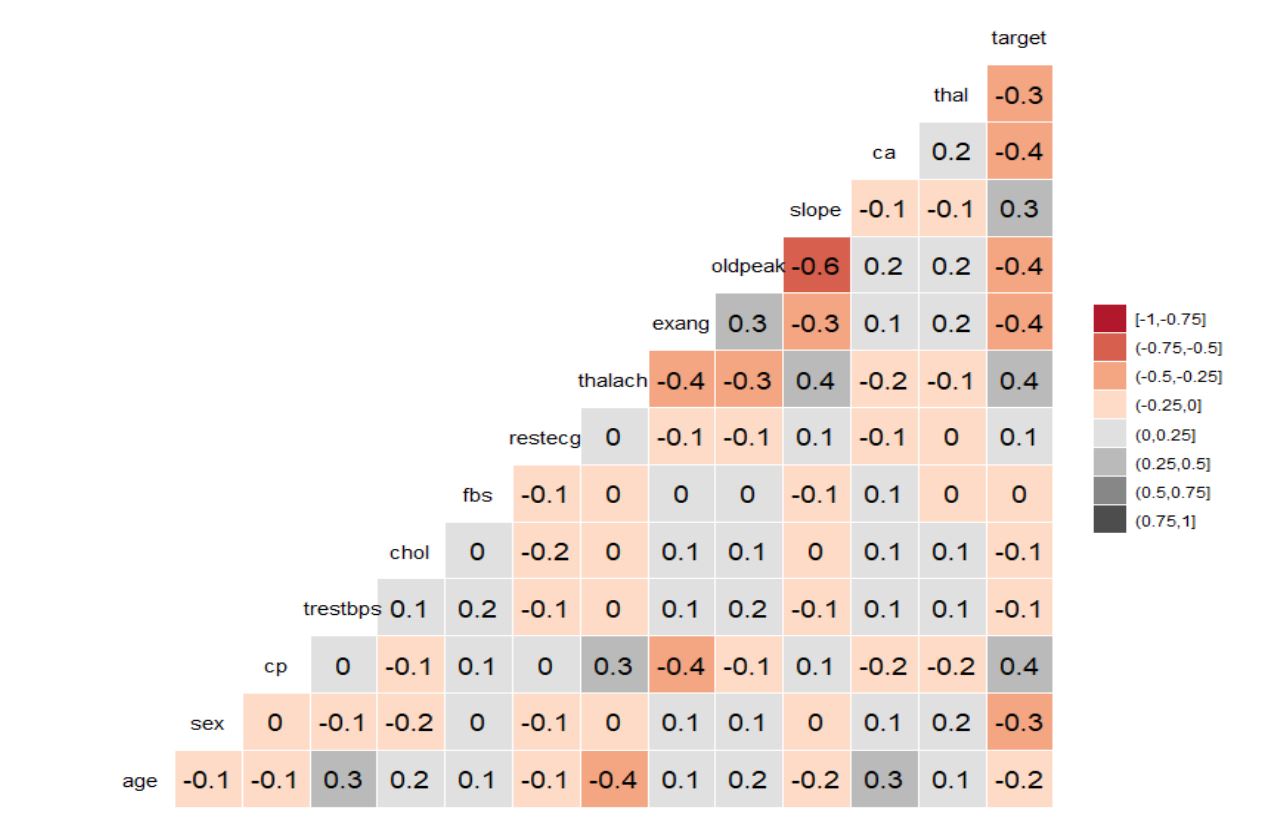 target
thal -0.3
ca 0.2 -0.4
slope -0.1 -0.1 0.3
oldpeak -0.6 0.2 0.2 -0.4
exang 0.3 -0.3 0.1 0.2 -0.4
thalach -0.4 -0.3 0.4 -0.2 -0.1 0.4
restecg 0 -0.1 -0.1 0.1 -0.1 0 0.1
fbs -0.1 0 0 0 -0.1 0.1 0 0
chol 0 -0.2 0 0.1 0.1 0 0.1 0.1 -0.1
trestbps 0.1 0.2 -0.1 0 0.1 0.2 -0.1 0.1 0.1 -0.1
cp 0 -0.1 0.1 0 0.3 -0.4 -0.1 0.1 -0.2 -0.2 0.4
sex 0 -0.1 -0.2 0 -0.1 0 0.1 0.1 0 0.1 0.2 -0.3
age -0.1 -0.1 0.3 0.2 0.1 -0.1 -0.4 0.1 0.2 -0.2 0.3 0.1 -0.2
[-1,-0.75]
(-0.75,-0.5]
(-0.5,-0.25]
(-0.25,0]
(0,0.25]
(0.25,0.5]
(0.5,0.75]
(0.75,1]